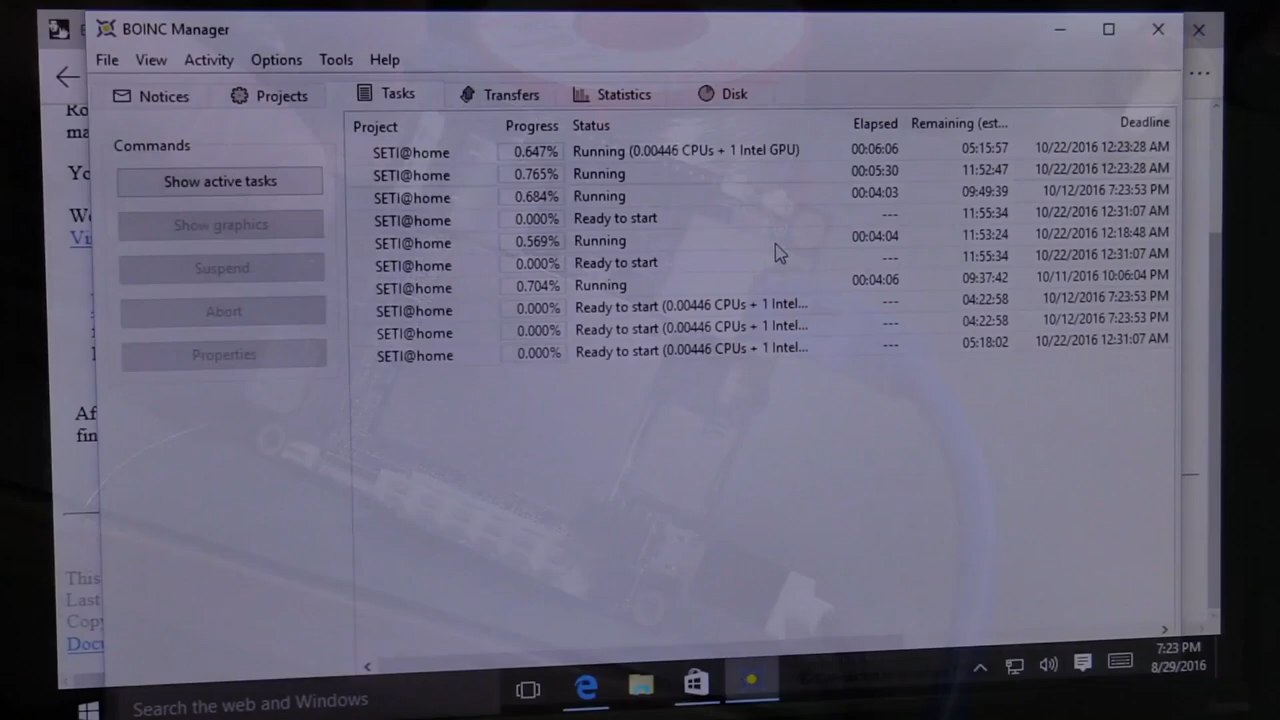 BOINC Manager
File View Activity Options Tools Help
Notices Projects Tasks Transfers Statistics Disk
Commands
Show active tasks
Show graphics
Suspend
Abort
Properties
Project Progress Status Elapsed Remaining (est... Deadline
SETI@home 0.647% Running (0.00446 CPUs + 1 Intel GPU) 00:06:06 05:15:57 10/22/2016 12:23:28 AM
SETI@home 0.765% Running 00:05:30 11:52:47 10/22/2016 12:23:28 AM
SETI@home 0.684% Running 00:04:03 09:49:39 10/12/2016 7:23:53 PM
SETI@home 0.000% Ready to start --- 11:55:34 10/22/2016 12:31:07 AM
SETI@home 0.569% Running 00:04:04 11:53:24 10/22/2016 12:18:48 AM
SETI@home 0.000% Ready to start --- 11:55:34 10/22/2016 12:31:07 AM
SETI@home 0.704% Running 00:04:06 09:37:42 10/11/2016 10:06:04 PM
SETI@home 0.000% Ready to start (0.00446 CPUs + 1 Intel... --- 04:22:58 10/12/2016 7:23:53 PM
SETI@home 0.000% Ready to start (0.00446 CPUs + 1 Intel... --- 04:22:58 10/12/2016 7:23:53 PM
SETI@home 0.000% Ready to start (0.00446 CPUs + 1 Intel... --- 05:18:02 10/22/2016 12:31:07 AM
Ro
ma
Yo
We
Vi
Af
fin
This
Last
Copy
Docu
Search the web and Windows
7:23 PM
8/29/2016